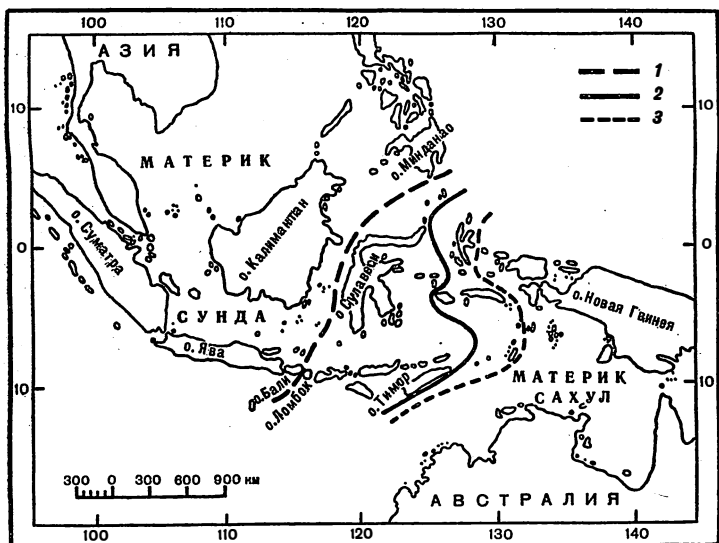 100 110 120 130 140
АЗИЯ
1
2
3
10
10
МАТЕРИК
о. Минданао
о. Суматра
о. Калимантан
0
0
о. Сулавеси
о. Новая Гвинея
СУНДА
о. Ява
10
10
о. Бали
о. Ломбок
о. Тимор
МАТЕРИК
САХУЛ
300 0 300 600 900 км
АВСТРАЛИЯ
100 110 120 130 140